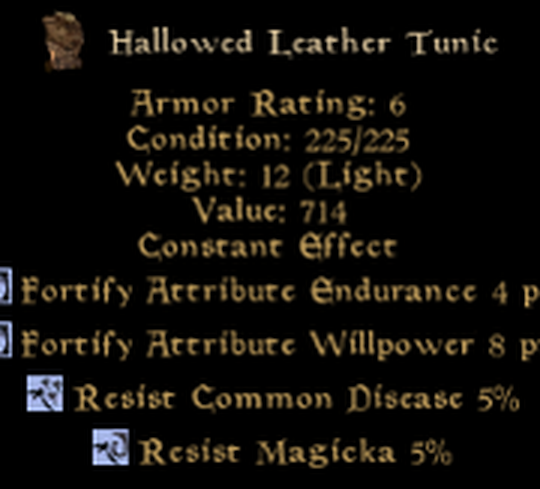 Hallowed Leather Tunic
Armor Rating: 6
Condition: 225/225
Weight: 12 (Light)
Value: 714
Constant Effect
Fortify Attribute Endurance 4 p
Fortify Attribute Willpower 8 p
Resist Common Disease 5%
Resist Magicka 5%